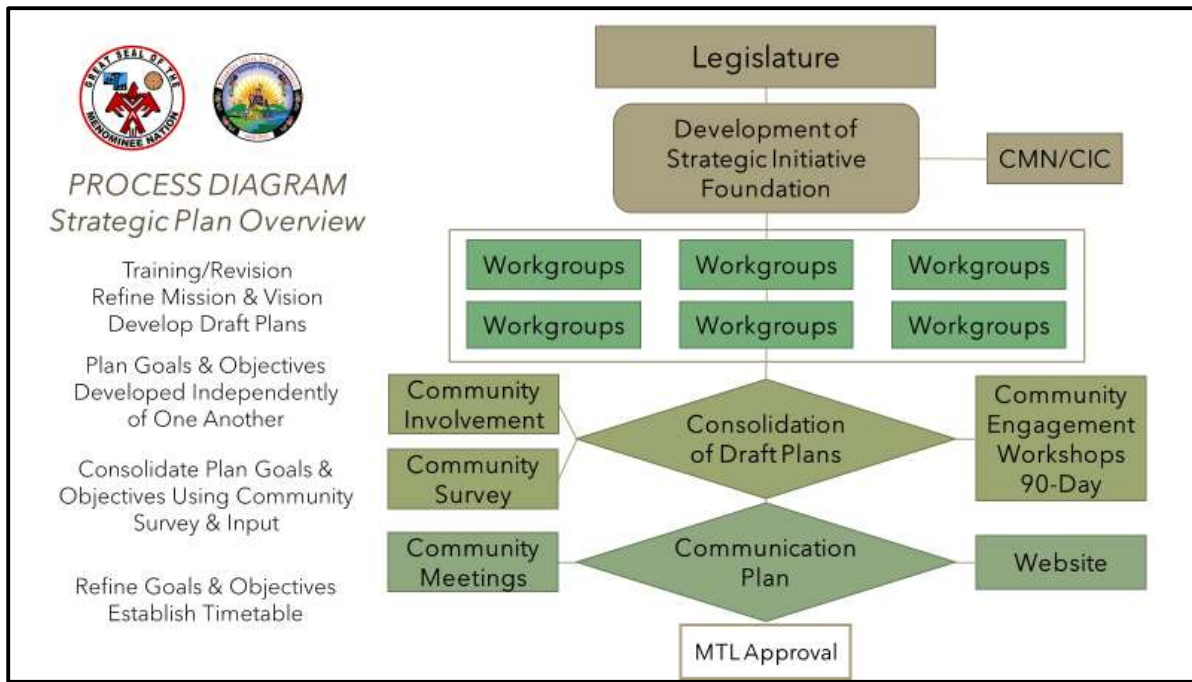 GREAT SEAL OF THE
MENOMINEE NATION
PROCESS DIAGRAM
Strategic Plan Overview
Training/Revision
Refine Mission & Vision
Develop Draft Plans
Plan Goals & Objectives
Developed Independently
of One Another
Consolidate Plan Goals &
Objectives Using Community
Survey & Input
Refine Goals & Objectives
Establish Timetable
Legislature
Development of
Strategic Initiative
Foundation
CMN/CIC
Workgroups
Workgroups
Workgroups
Workgroups
Workgroups
Workgroups
Community
Involvement
Community
Survey
Consolidation
of Draft Plans
Community
Engagement
Workshops
90-Day
Community
Meetings
Communication
Plan
Website
MTL Approval